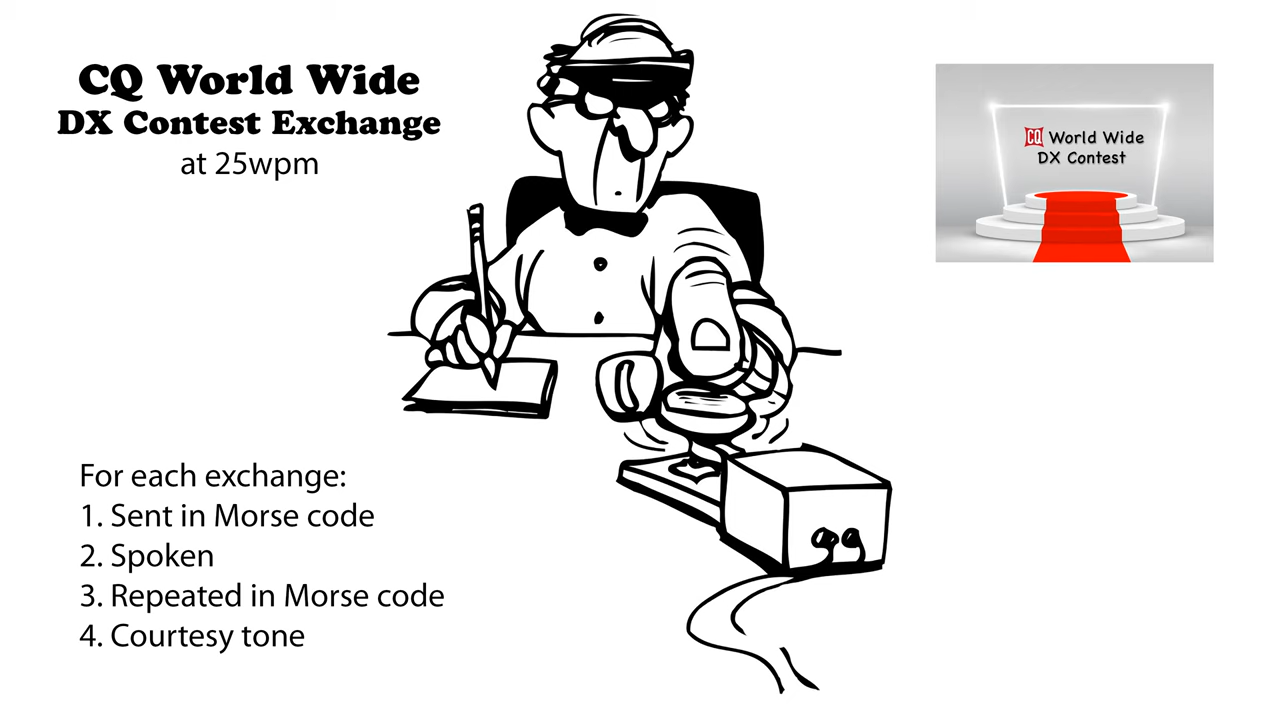 CQ World Wide
DX Contest Exchange
at 25wpm
CQ World Wide
DX Contest
For each exchange:
1. Sent in Morse code
2. Spoken
3. Repeated in Morse code
4. Courtesy tone